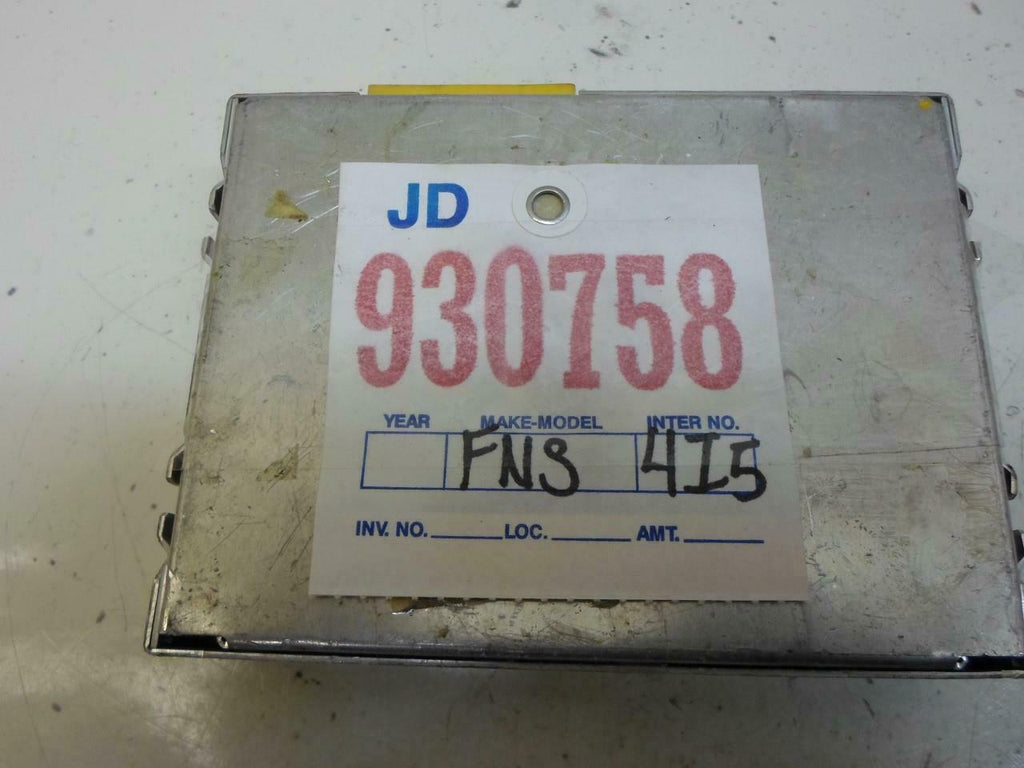 JD
930758
YEAR MAKE-MODEL INTER NO.
FNS 4I5
INV. NO. LOC. AMT.